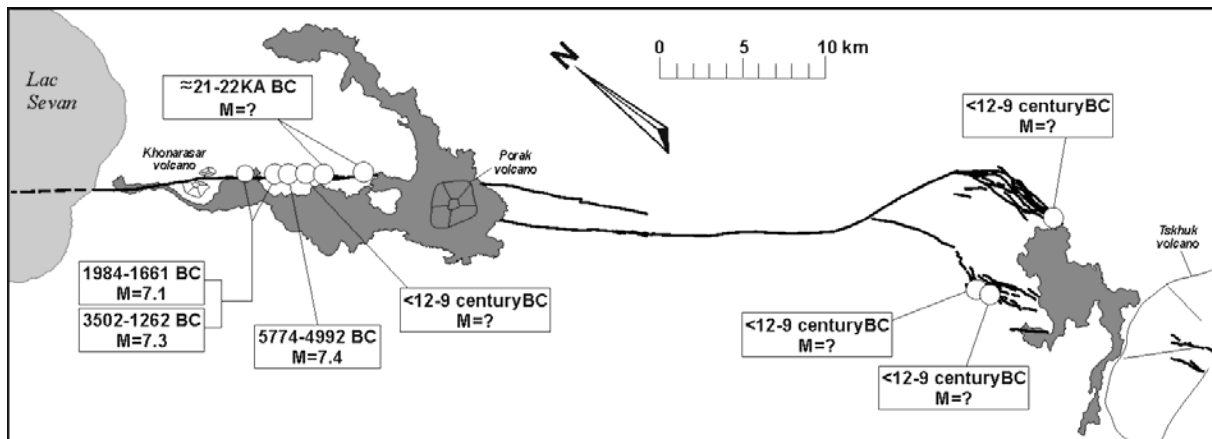 Lac
Sevan
≈21-22KA BC
M=?
N
0 5 10 km
<12-9 centuryBC
M=?
Khonarasar
volcano
Porak
volcano
Tskhuk
volcano
1984-1661 BC
M=7.1
3502-1262 BC
M=7.3
5774-4992 BC
M=7.4
<12-9 centuryBC
M=?
<12-9 centuryBC
M=?
<12-9 centuryBC
M=?